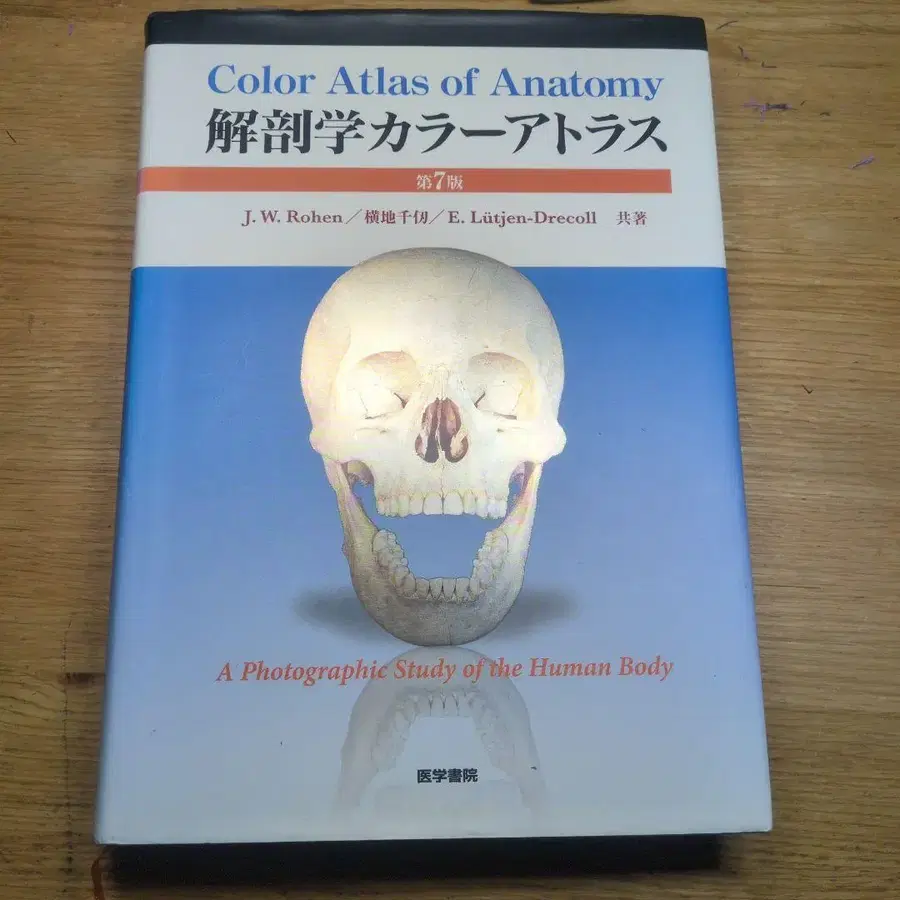 Color Atlas of Anatomy
解剖学カラーアトラス
第7版
J. W. Rohen／横地千仭／E. Lütjen-Drecoll 共著
A Photographic Study of the Human Body
医学書院